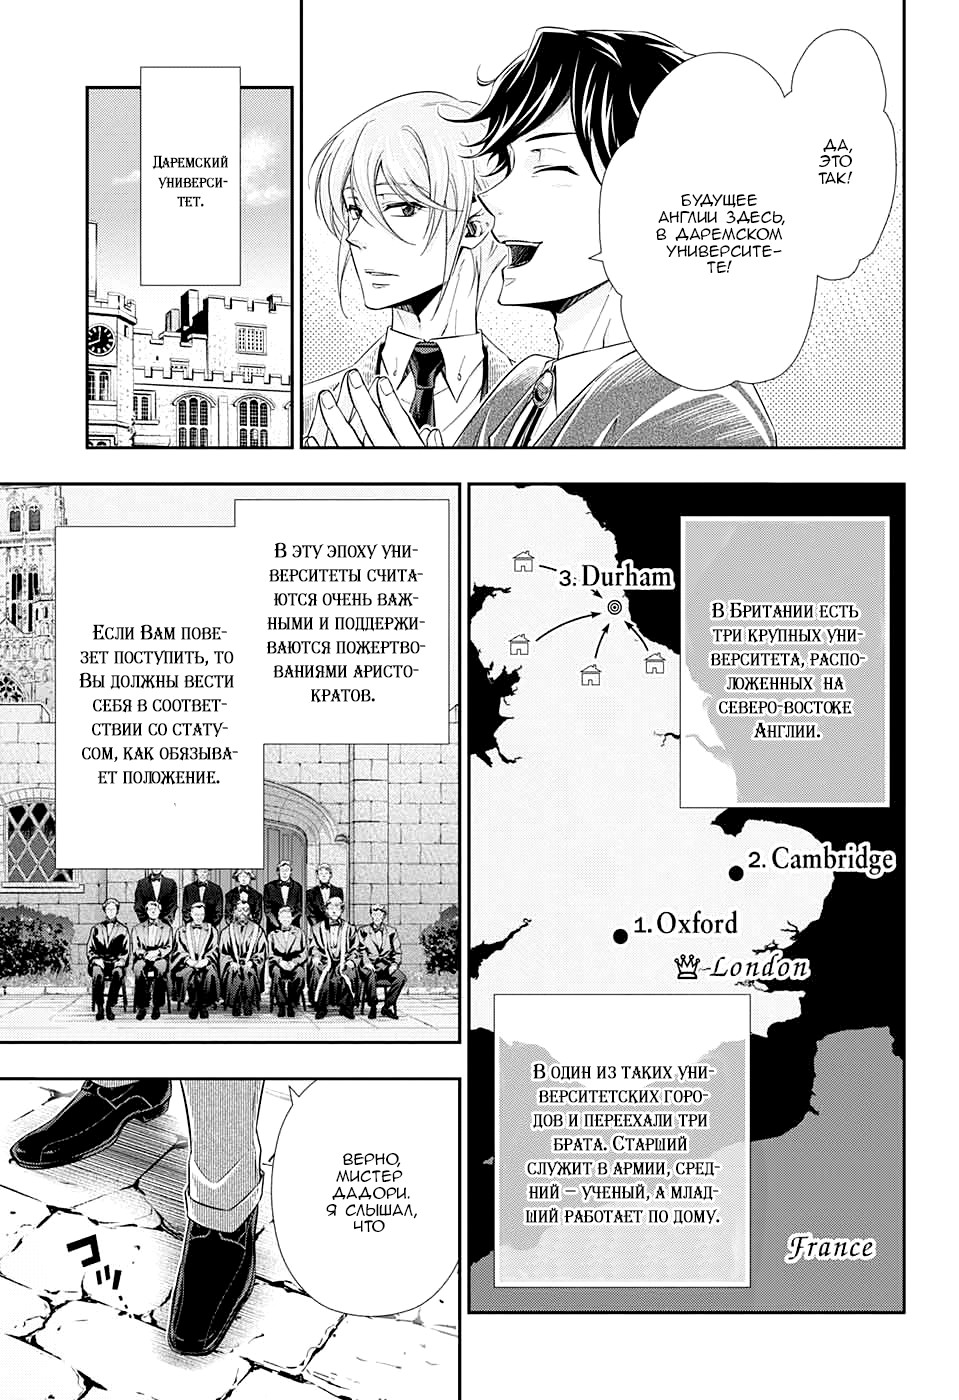 ДА,
ЭТО
ТАК!
БУДУЩЕЕ
АНГЛИИ ЗДЕСЬ,
В ДАРЕМСКОМ
УНИВЕРСИТЕ-
ТЕ!
ДАРЕМСКИЙ
УНИВЕРСИ-
ТЕТ.
В БРИТАНИИ ЕСТЬ
ТРИ КРУПНЫХ УНИ-
ВЕРСИТЕТА, РАСПО-
ЛОЖЕННЫХ НА
СЕВЕРО-ВОСТОКЕ
АНГЛИИ.
3. Durham
2. Cambridge
1. Oxford
London
В ОДИН ИЗ ТАКИХ УНИ-
ВЕРСИТЕТСКИХ ГОРО-
ДОВ И ПЕРЕЕХАЛИ ТРИ
БРАТА. СТАРШИЙ
СЛУЖИТ В АРМИИ, СРЕД-
НИЙ – УЧЕНЫЙ, А МЛАД-
ШИЙ РАБОТАЕТ ПО ДОМУ.
France
В ЭТУ ЭПОХУ УНИ-
ВЕРСИТЕТЫ СЧИТА-
ЮТСЯ ОЧЕНЬ ВАЖ-
НЫМИ И ПОДДЕРЖИ-
ВАЮТСЯ ПОЖЕРТВО-
ВАНИЯМИ АРИСТО-
КРАТОВ.
ЕСЛИ ВАМ ПОВЕ-
ЗЕТ ПОСТУПИТЬ, ТО
ВЫ ДОЛЖНЫ ВЕСТИ
СЕБЯ В СООТВЕТ-
СТВИИ СО СТАТУ-
СОМ, КАК ОБЯЗЫВА-
ЕТ ПОЛОЖЕНИЕ.
ВЕРНО,
МИСТЕР
ДАДОРИ.
Я СЛЫШАЛ,
ЧТО
コッ